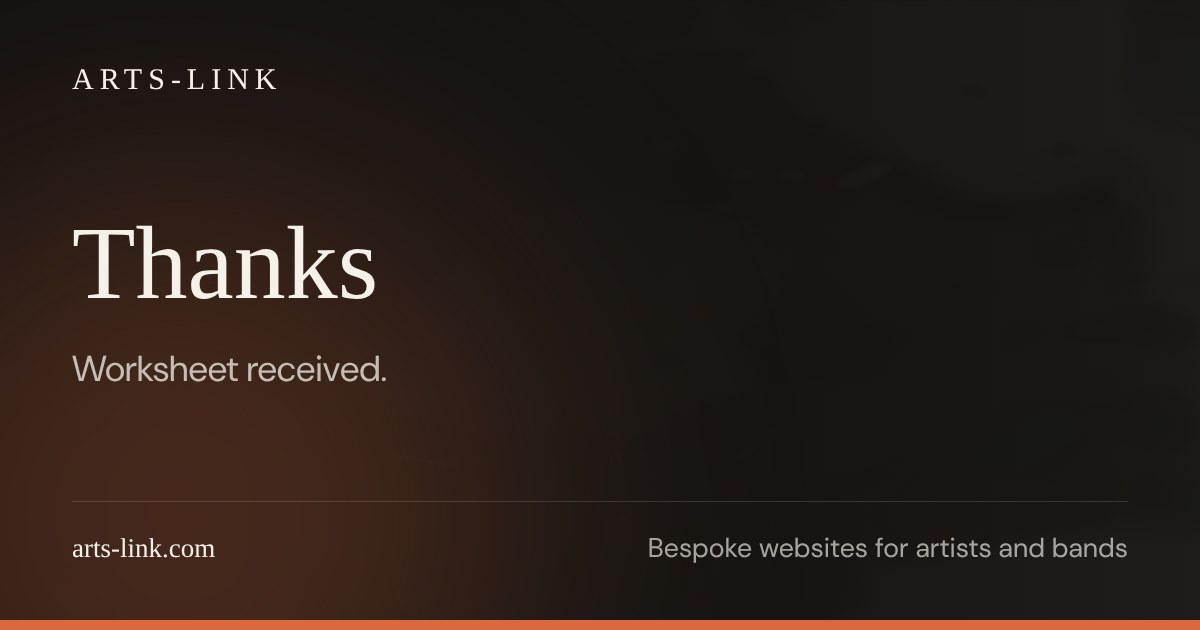 ARTS-LINK
Thanks
Worksheet received.
arts-link.com
Bespoke websites for artists and bands